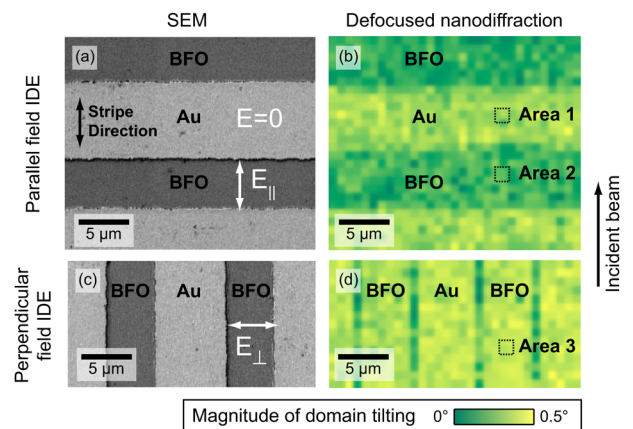 SEM
Defocused nanodiffraction
Parallel field IDE
(a)
BFO
Stripe
Direction
Au
E=0
BFO
E||
5 µm
(b)
BFO
Au
Area 1
Area 2
BFO
5 µm
Incident beam
Perpendicular
field IDE
(c)
BFO
Au
BFO
E⊥
5 µm
(d)
BFO
Au
BFO
Area 3
5 µm
Magnitude of domain tilting 0° 0.5°